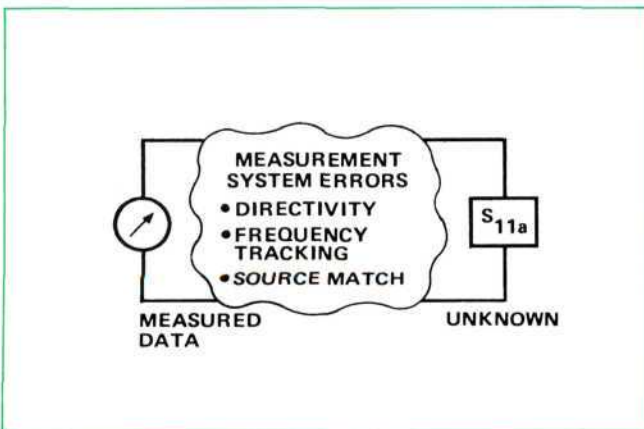 MEASUREMENT
SYSTEM ERRORS
• DIRECTIVITY
• FREQUENCY
TRACKING
• SOURCE MATCH
S11a
MEASURED
DATA
UNKNOWN